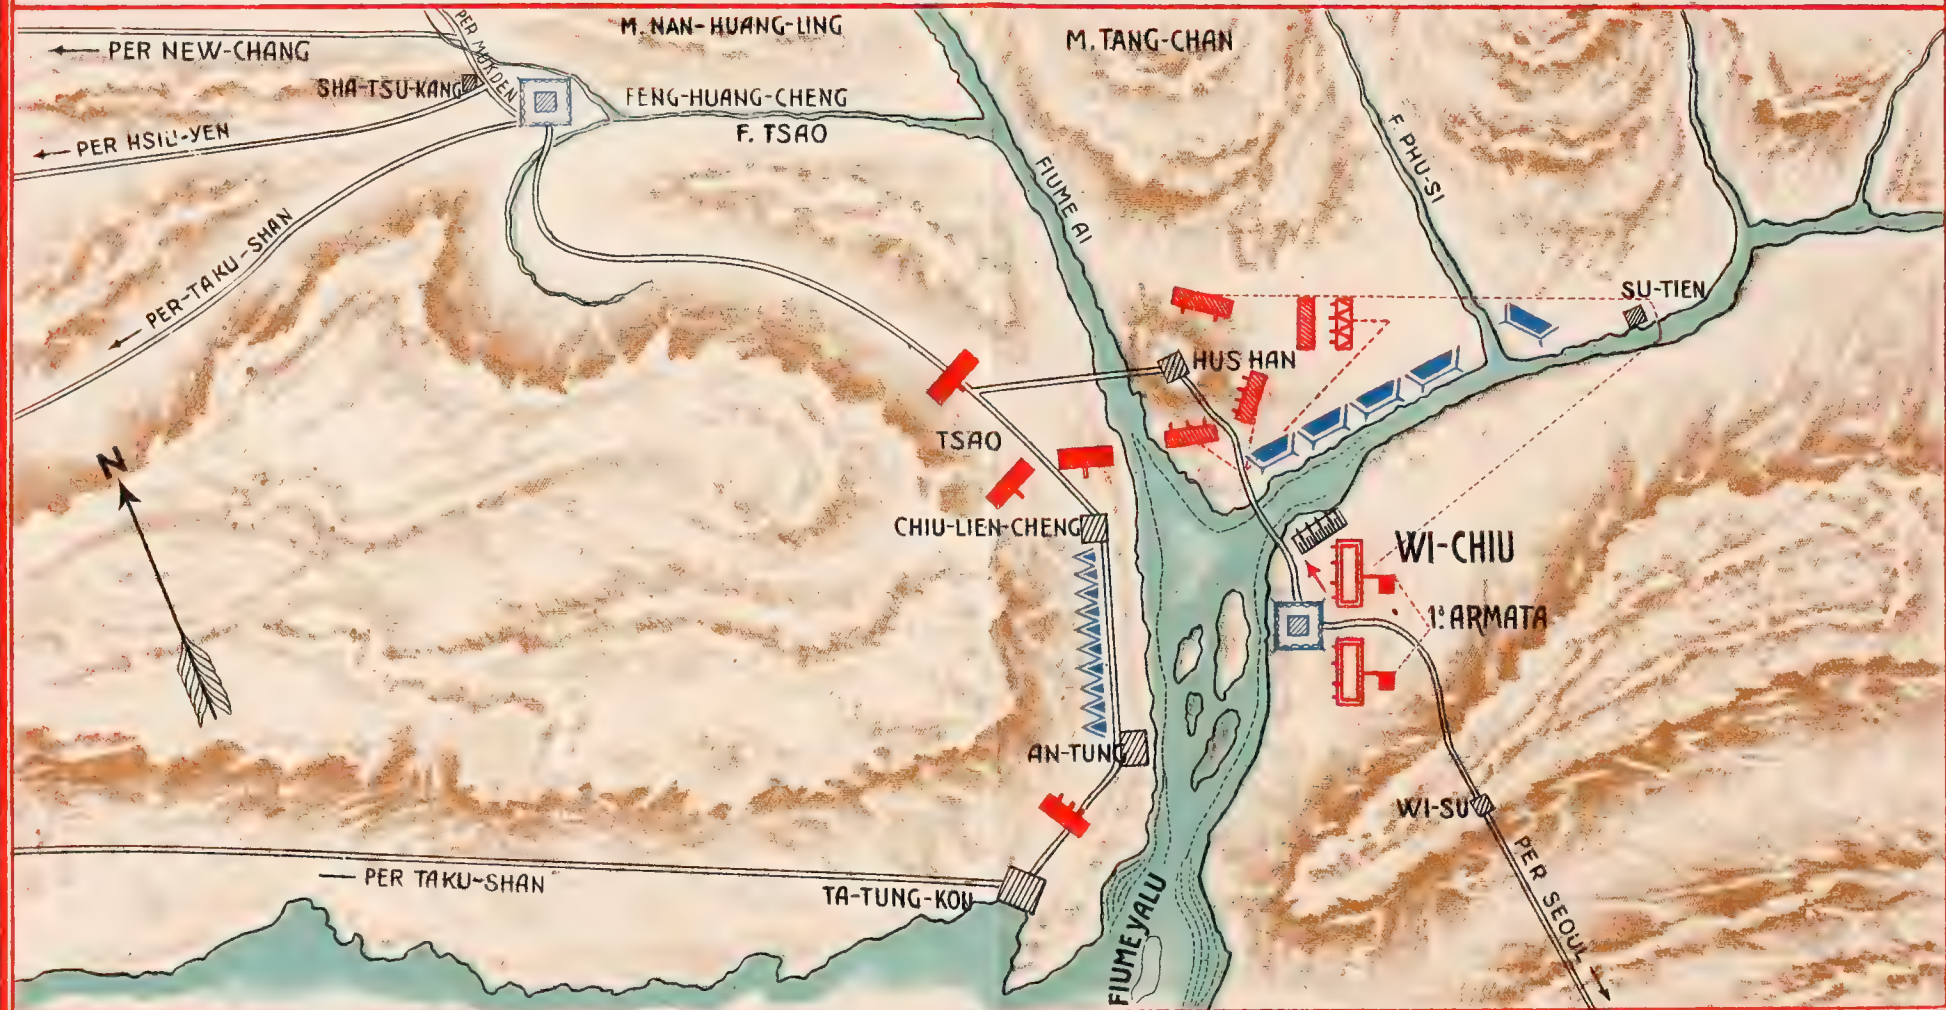 PER NEW-CHANG
PER MUKDEN
M. NAN-HUANG-LING
M. TANG-CHAN
SHA-TSU-KANG
FENG-HUANG-CHENG
F. TSAO
PER HSIU-YEN
FIUME AI
F. PHU-SI
PER-TAKU-SHAN
SU-TIEN
HUS HAN
TSAO
N
CHIU-LIEN-CHENG
WI-CHIU
1ª ARMATA
AN-TUNG
WI-SU
PER TAKU-SHAN
TA-TUNG-KOU
FIUME YALU
PER SEOUL